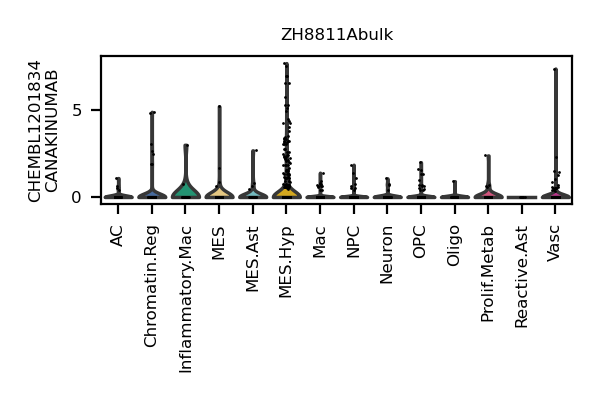 ZH8811Abulk
CHEMBL1201834
CANAKINUMAB
5
0
AC
Chromatin.Reg
Inflammatory.Mac
MES
MES.Ast
MES.Hyp
Mac
NPC
Neuron
OPC
Oligo
Prolif.Metab
Reactive.Ast
Vasc